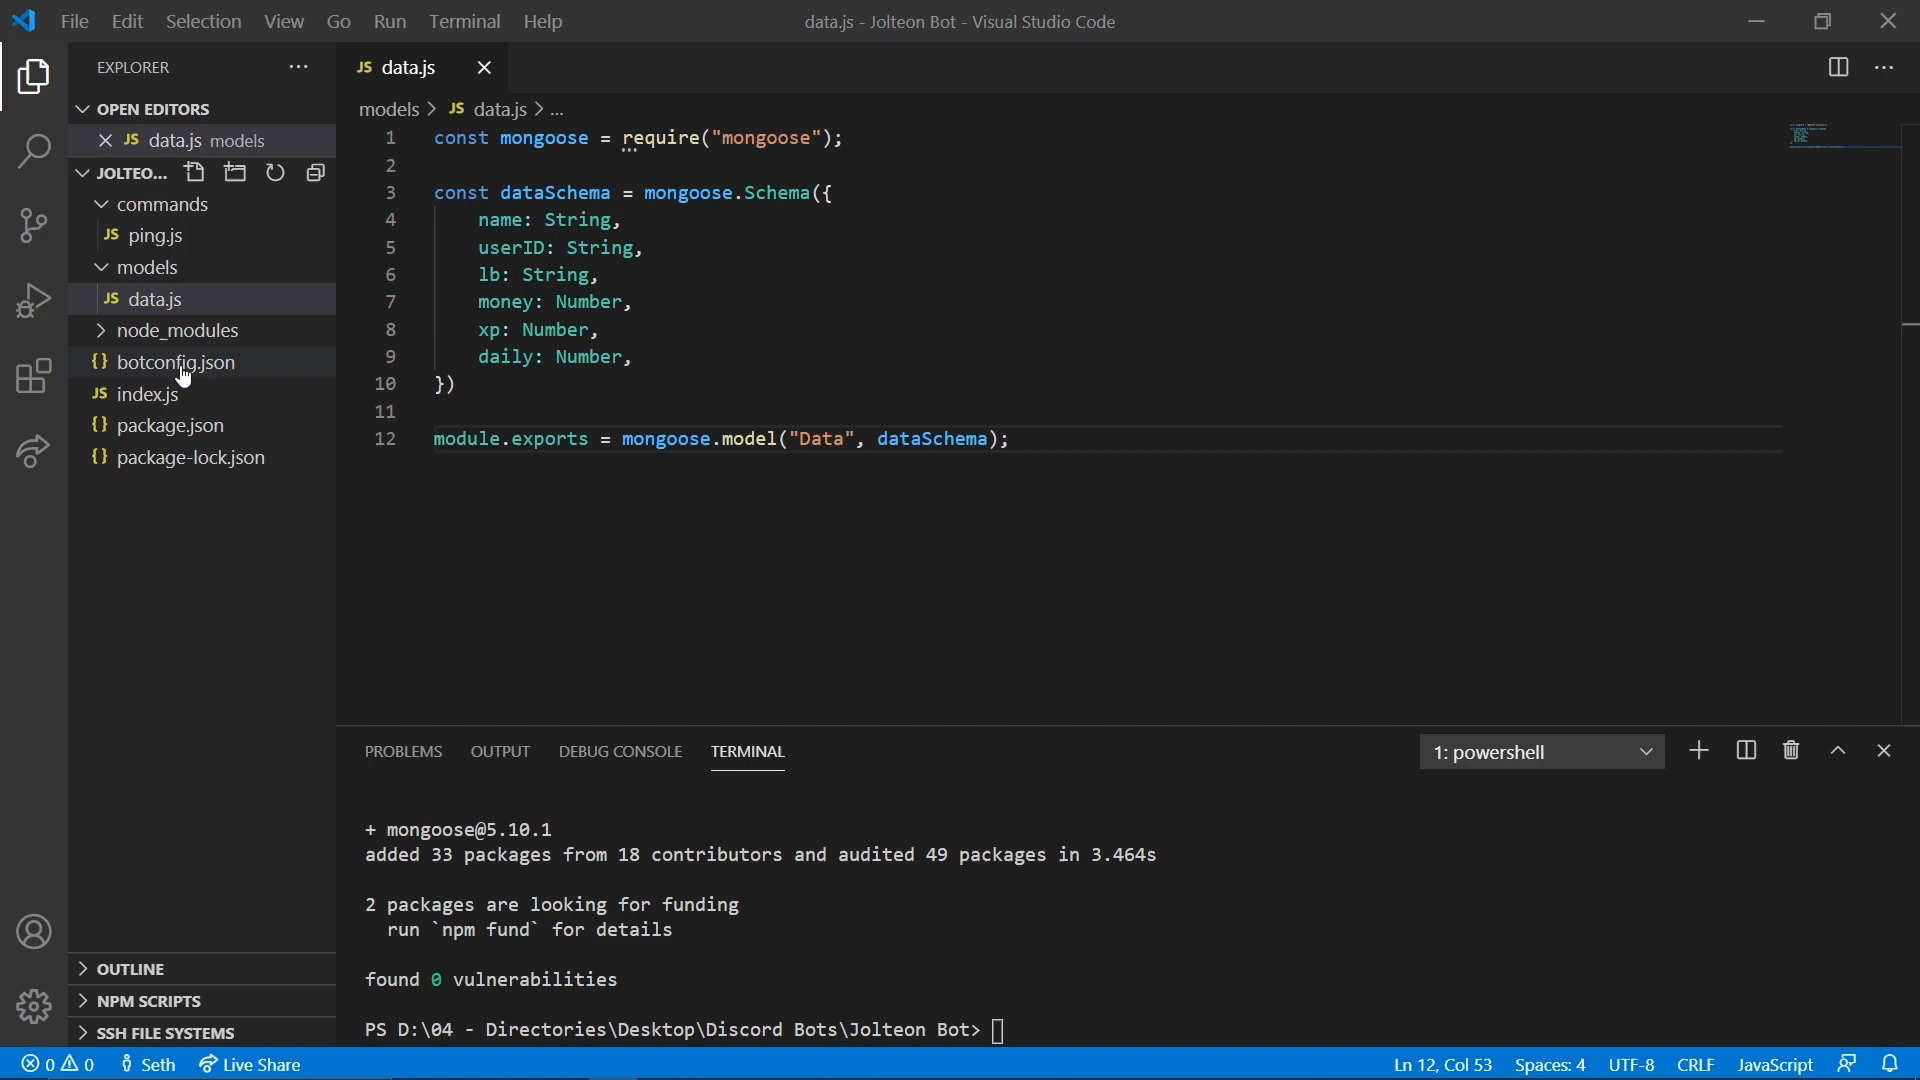 File Edit Selection View Go Run Terminal Help
data.js - Jolteon Bot - Visual Studio Code
EXPLORER
OPEN EDITORS
JS data.js models
JOLTEO...
commands
JS ping.js
models
JS data.js
node_modules
{} botconfig.json
JS index.js
{} package.json
{} package-lock.json
OUTLINE
NPM SCRIPTS
SSH FILE SYSTEMS
JS data.js
models > JS data.js > ...
1 const mongoose = require("mongoose");
2
3 const dataSchema = mongoose.Schema({
4 name: String,
5 userID: String,
6 lb: String,
7 money: Number,
8 xp: Number,
9 daily: Number,
10 })
11
12 module.exports = mongoose.model("Data", dataSchema);
PROBLEMS OUTPUT DEBUG CONSOLE TERMINAL
1: powershell
+ mongoose@5.10.1
added 33 packages from 18 contributors and audited 49 packages in 3.464s
2 packages are looking for funding
run `npm fund` for details
found 0 vulnerabilities
PS D:\04 - Directories\Desktop\Discord Bots\Jolteon Bot>
0 0 Seth Live Share
Ln 12, Col 53 Spaces: 4 UTF-8 CRLF JavaScript